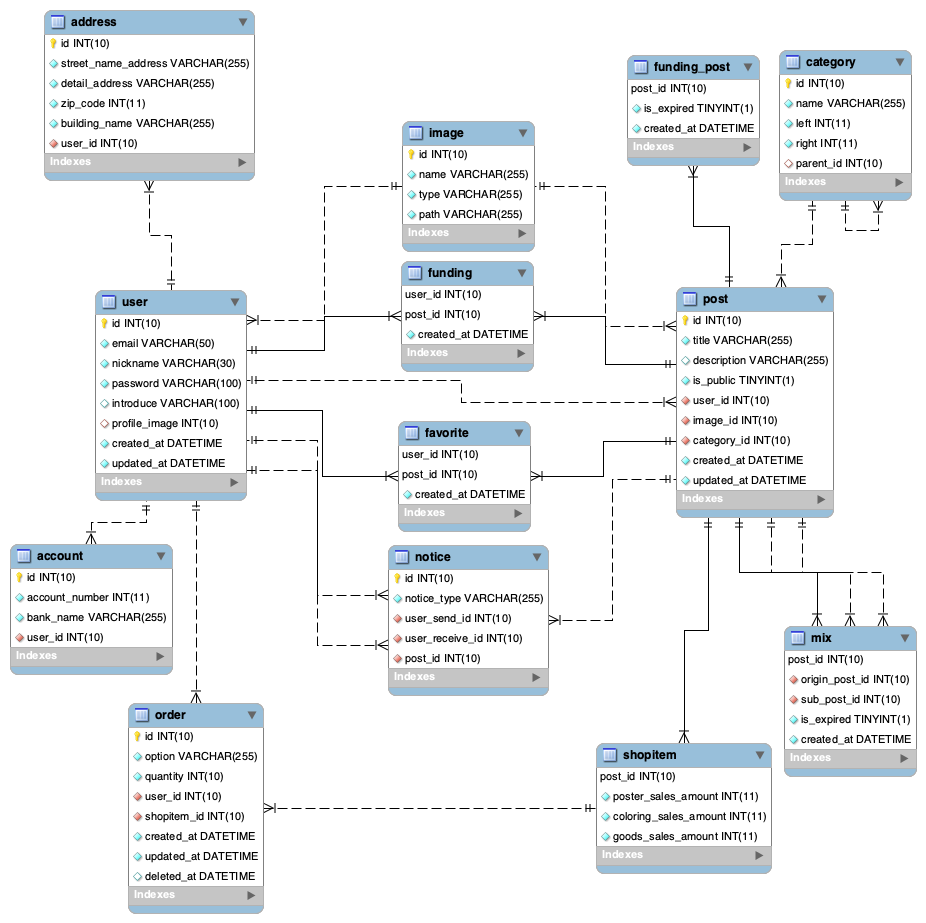 address
id INT(10)
street_name_address VARCHAR(255)
detail_address VARCHAR(255)
zip_code INT(11)
building_name VARCHAR(255)
user_id INT(10)
Indexes
funding_post
post_id INT(10)
is_expired TINYINT(1)
created_at DATETIME
Indexes
category
id INT(10)
name VARCHAR(255)
left INT(11)
right INT(11)
parent_id INT(10)
Indexes
image
id INT(10)
name VARCHAR(255)
type VARCHAR(255)
path VARCHAR(255)
Indexes
funding
user_id INT(10)
post_id INT(10)
created_at DATETIME
Indexes
user
id INT(10)
email VARCHAR(50)
nickname VARCHAR(30)
password VARCHAR(100)
introduce VARCHAR(100)
profile_image INT(10)
created_at DATETIME
updated_at DATETIME
Indexes
post
id INT(10)
title VARCHAR(255)
description VARCHAR(255)
is_public TINYINT(1)
user_id INT(10)
image_id INT(10)
category_id INT(10)
created_at DATETIME
updated_at DATETIME
Indexes
favorite
user_id INT(10)
post_id INT(10)
created_at DATETIME
Indexes
account
id INT(10)
account_number INT(11)
bank_name VARCHAR(255)
user_id INT(10)
Indexes
notice
id INT(10)
notice_type VARCHAR(255)
user_send_id INT(10)
user_receive_id INT(10)
post_id INT(10)
Indexes
mix
post_id INT(10)
origin_post_id INT(10)
sub_post_id INT(10)
is_expired TINYINT(1)
created_at DATETIME
Indexes
order
id INT(10)
option VARCHAR(255)
quantity INT(10)
user_id INT(10)
shopitem_id INT(10)
created_at DATETIME
updated_at DATETIME
deleted_at DATETIME
Indexes
shopitem
post_id INT(10)
poster_sales_amount INT(11)
coloring_sales_amount INT(11)
goods_sales_amount INT(11)
Indexes